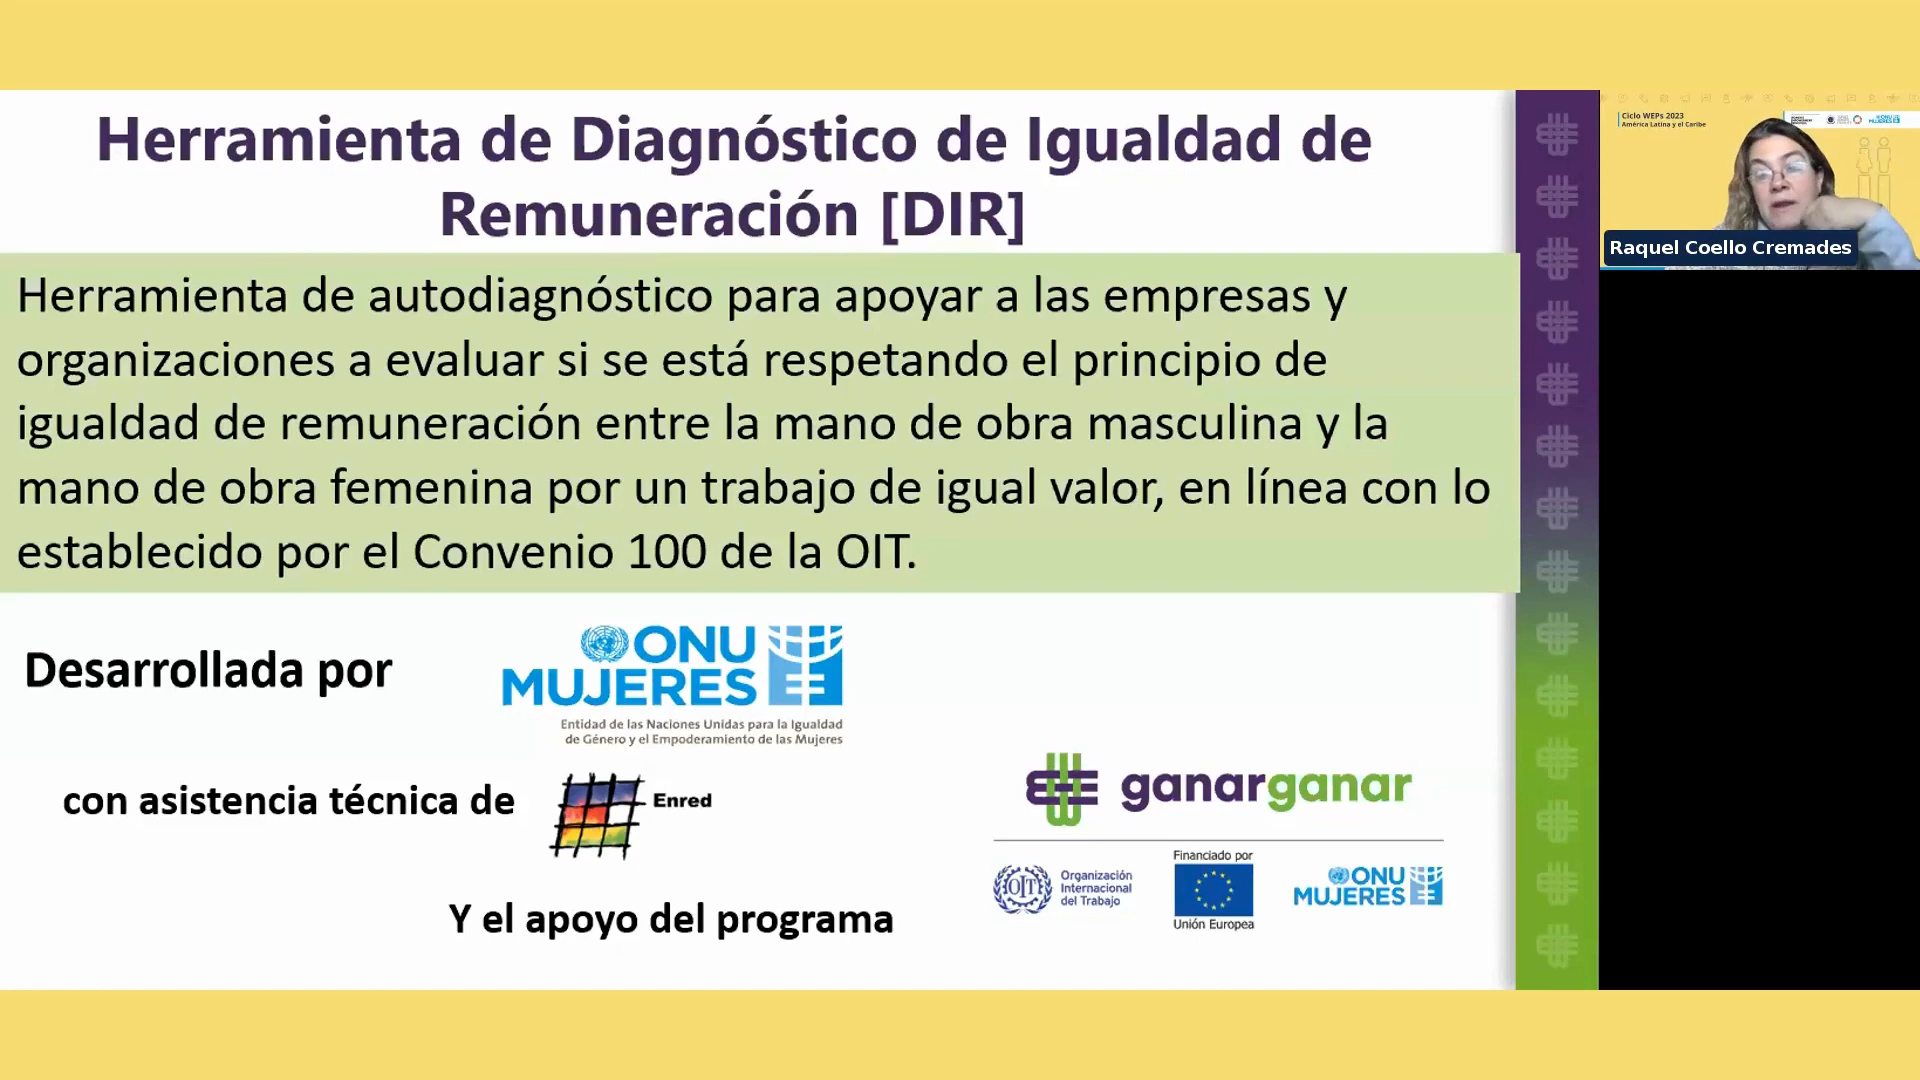 Herramienta de Diagnóstico de Igualdad de
Remuneración [DIR]
Herramienta de autodiagnóstico para apoyar a las empresas y
organizaciones a evaluar si se está respetando el principio de
igualdad de remuneración entre la mano de obra masculina y la
mano de obra femenina por un trabajo de igual valor, en línea con lo
establecido por el Convenio 100 de la OIT.
Desarrollada por
ONU
MUJERES
Entidad de las Naciones Unidas para la Igualdad
de Género y el Empoderamiento de las Mujeres
con asistencia técnica de
Enred
Y el apoyo del programa
ganarganar
OIT
Organización
Internacional
del Trabajo
Financiado por
Unión Europea
ONU
MUJERES
Ciclo WEPs 2023
América Latina y el Caribe
Raquel Coello Cremades